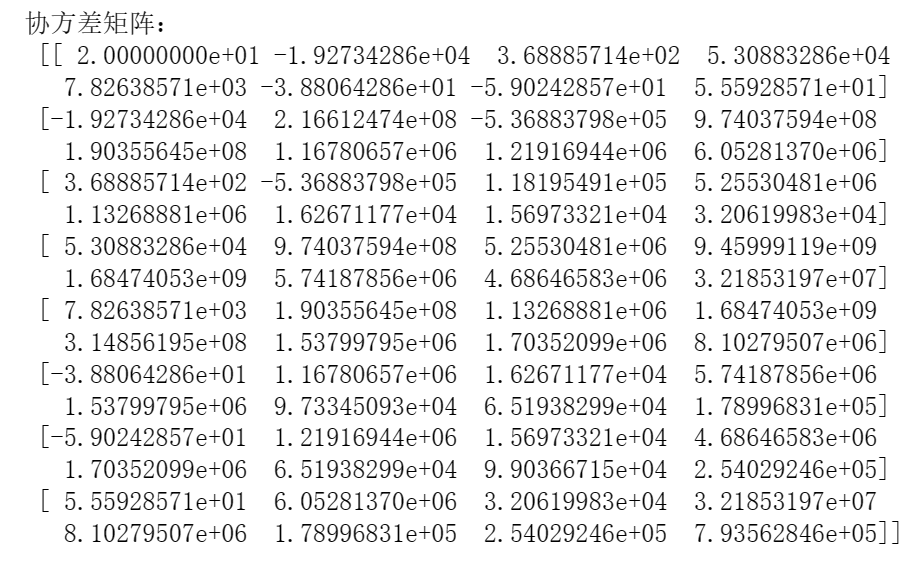 协方差矩阵：
[[ 2.00000000e+01 -1.92734286e+04  3.68885714e+02  5.30883286e+04
   7.82638571e+03 -3.88064286e+01 -5.90242857e+01  5.55928571e+01]
 [-1.92734286e+04  2.16612474e+08 -5.36883798e+05  9.74037594e+08
   1.90355645e+08  1.16780657e+06  1.21916944e+06  6.05281370e+06]
 [ 3.68885714e+02 -5.36883798e+05  1.18195491e+05  5.25530481e+06
   1.13268881e+06  1.62671177e+04  1.56973321e+04  3.20619983e+04]
 [ 5.30883286e+04  9.74037594e+08  5.25530481e+06  9.45999119e+09
   1.68474053e+09  5.74187856e+06  4.68646583e+06  3.21853197e+07]
 [ 7.82638571e+03  1.90355645e+08  1.13268881e+06  1.68474053e+09
   3.14856195e+08  1.53799795e+06  1.70352099e+06  8.10279507e+06]
 [-3.88064286e+01  1.16780657e+06  1.62671177e+04  5.74187856e+06
   1.53799795e+06  9.73345093e+04  6.51938299e+04  1.78996831e+05]
 [-5.90242857e+01  1.21916944e+06  1.56973321e+04  4.68646583e+06
   1.70352099e+06  6.51938299e+04  9.90366715e+04  2.54029246e+05]
 [ 5.55928571e+01  6.05281370e+06  3.20619983e+04  3.21853197e+07
   8.10279507e+06  1.78996831e+05  2.54029246e+05  7.93562846e+05]]